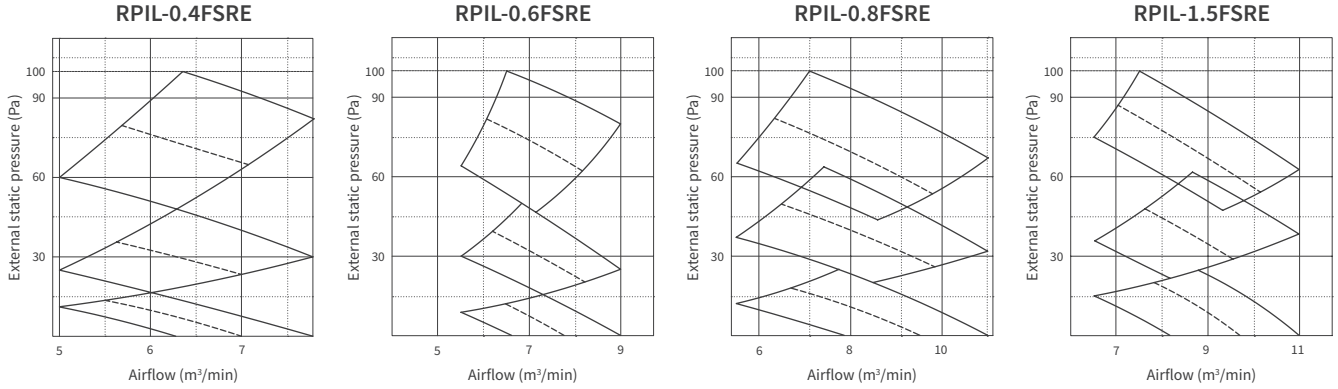 RPIL-0.4FSRE
External static pressure (Pa)
100
90
60
30
5
6
7
Airflow (m³/min)
RPIL-0.6FSRE
External static pressure (Pa)
100
90
60
30
5
7
9
Airflow (m³/min)
RPIL-0.8FSRE
External static pressure (Pa)
100
90
60
30
6
8
10
Airflow (m³/min)
RPIL-1.5FSRE
External static pressure (Pa)
100
90
60
30
7
9
11
Airflow (m³/min)